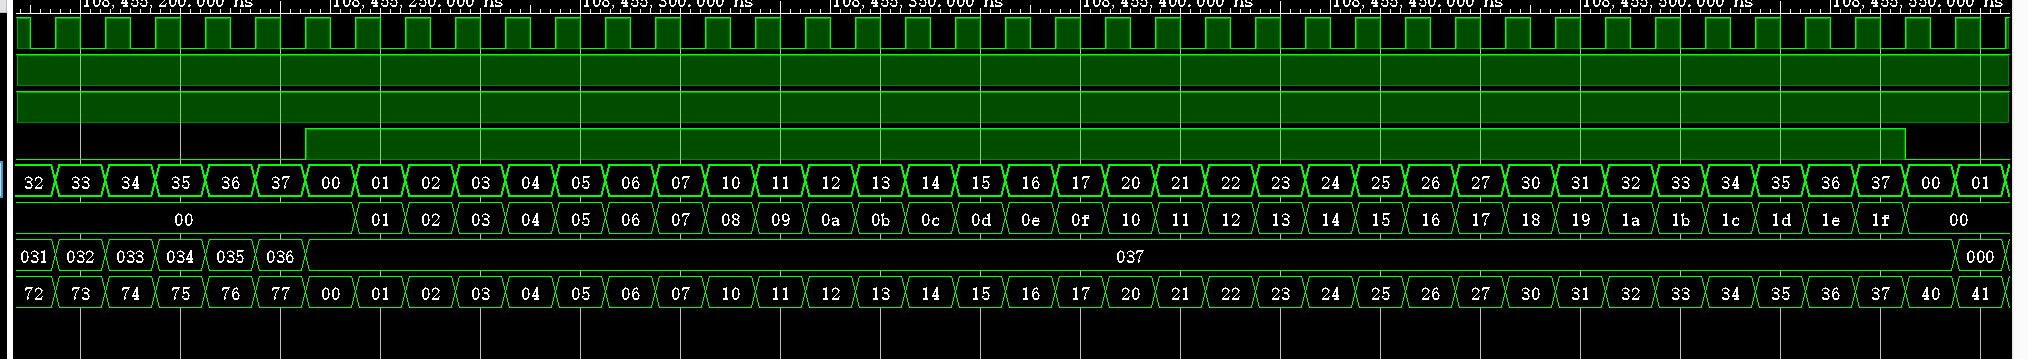 108,455,200.000 ns 108,455,250.000 ns 108,455,300.000 ns 108,455,350.000 ns 108,455,400.000 ns 108,455,450.000 ns 108,455,500.000 ns 108,455,550.000 ns
32 33 34 35 36 37 00 01 02 03 04 05 06 07 10 11 12 13 14 15 16 17 20 21 22 23 24 25 26 27 30 31 32 33 34 35 36 37 00 01
00 01 02 03 04 05 06 07 08 09 0a 0b 0c 0d 0e 0f 10 11 12 13 14 15 16 17 18 19 1a 1b 1c 1d 1e 1f 00
031 032 033 034 035 036 037 000
72 73 74 75 76 77 00 01 02 03 04 05 06 07 10 11 12 13 14 15 16 17 20 21 22 23 24 25 26 27 30 31 32 33 34 35 36 37 40 41